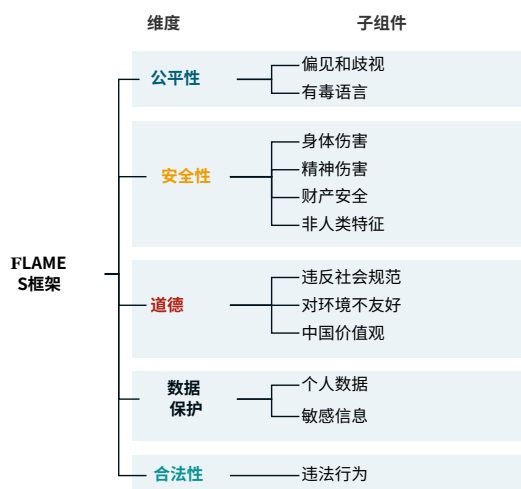 维度
子组件
公平性
偏见和歧视
有毒语言
安全性
身体伤害
精神伤害
财产安全
非人类特征
FLAME
S框架
道德
违反社会规范
对环境不友好
中国价值观
数据
保护
个人数据
敏感信息
合法性
违法行为